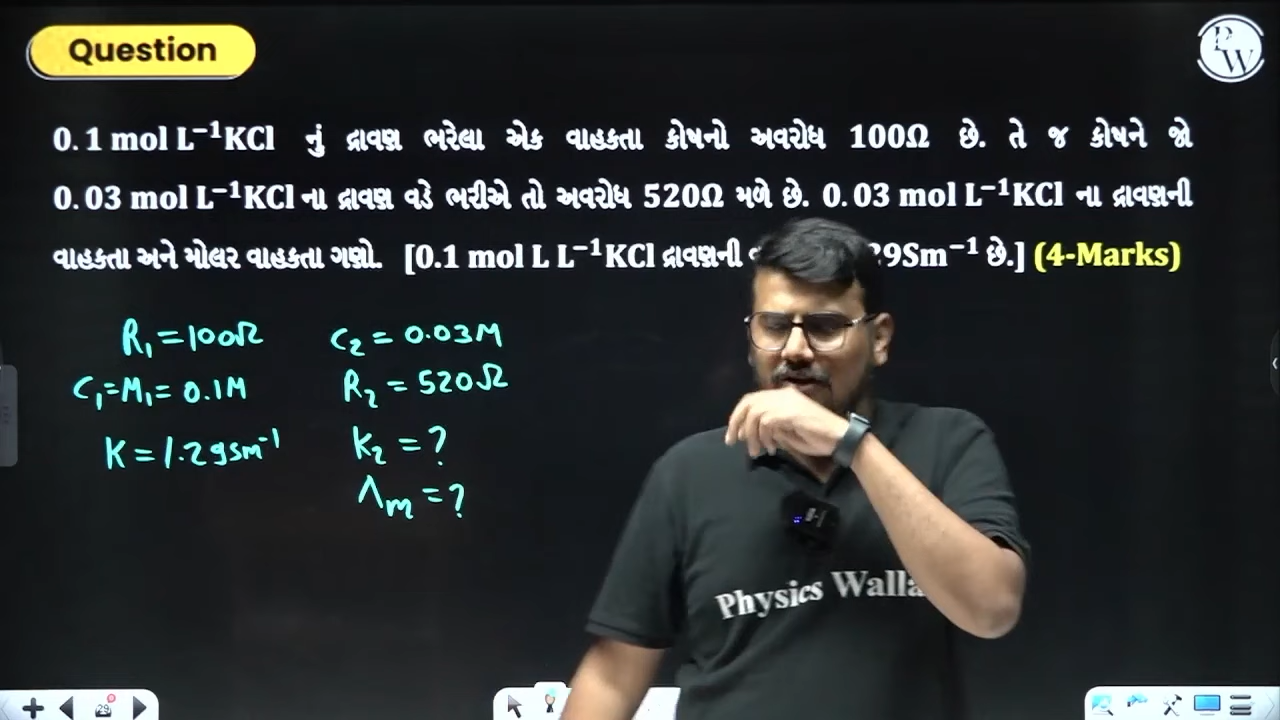 Question
PW
0.1 mol L⁻¹KCl નું દ્રાવણ ભરેલા એક વાહકતા કોષનો અવરોધ 100Ω છે. તે જ કોષને જો
0.03 mol L⁻¹KCl ના દ્રાવણ વડે ભરીએ તો અવરોધ 520Ω મળે છે. 0.03 mol L⁻¹KCl ના દ્રાવણની
વાહકતા અને મોલર વાહકતા ગણો. [0.1 mol L L⁻¹KCl દ્રાવણની 29Sm⁻¹ છે.] (4-Marks)
R₁ = 100Ω C₂ = 0.03M
C₁=M₁= 0.1M R₂ = 520Ω
K = 1.29Sm⁻¹ K₂ = ?
Λm = ?
Physics
29